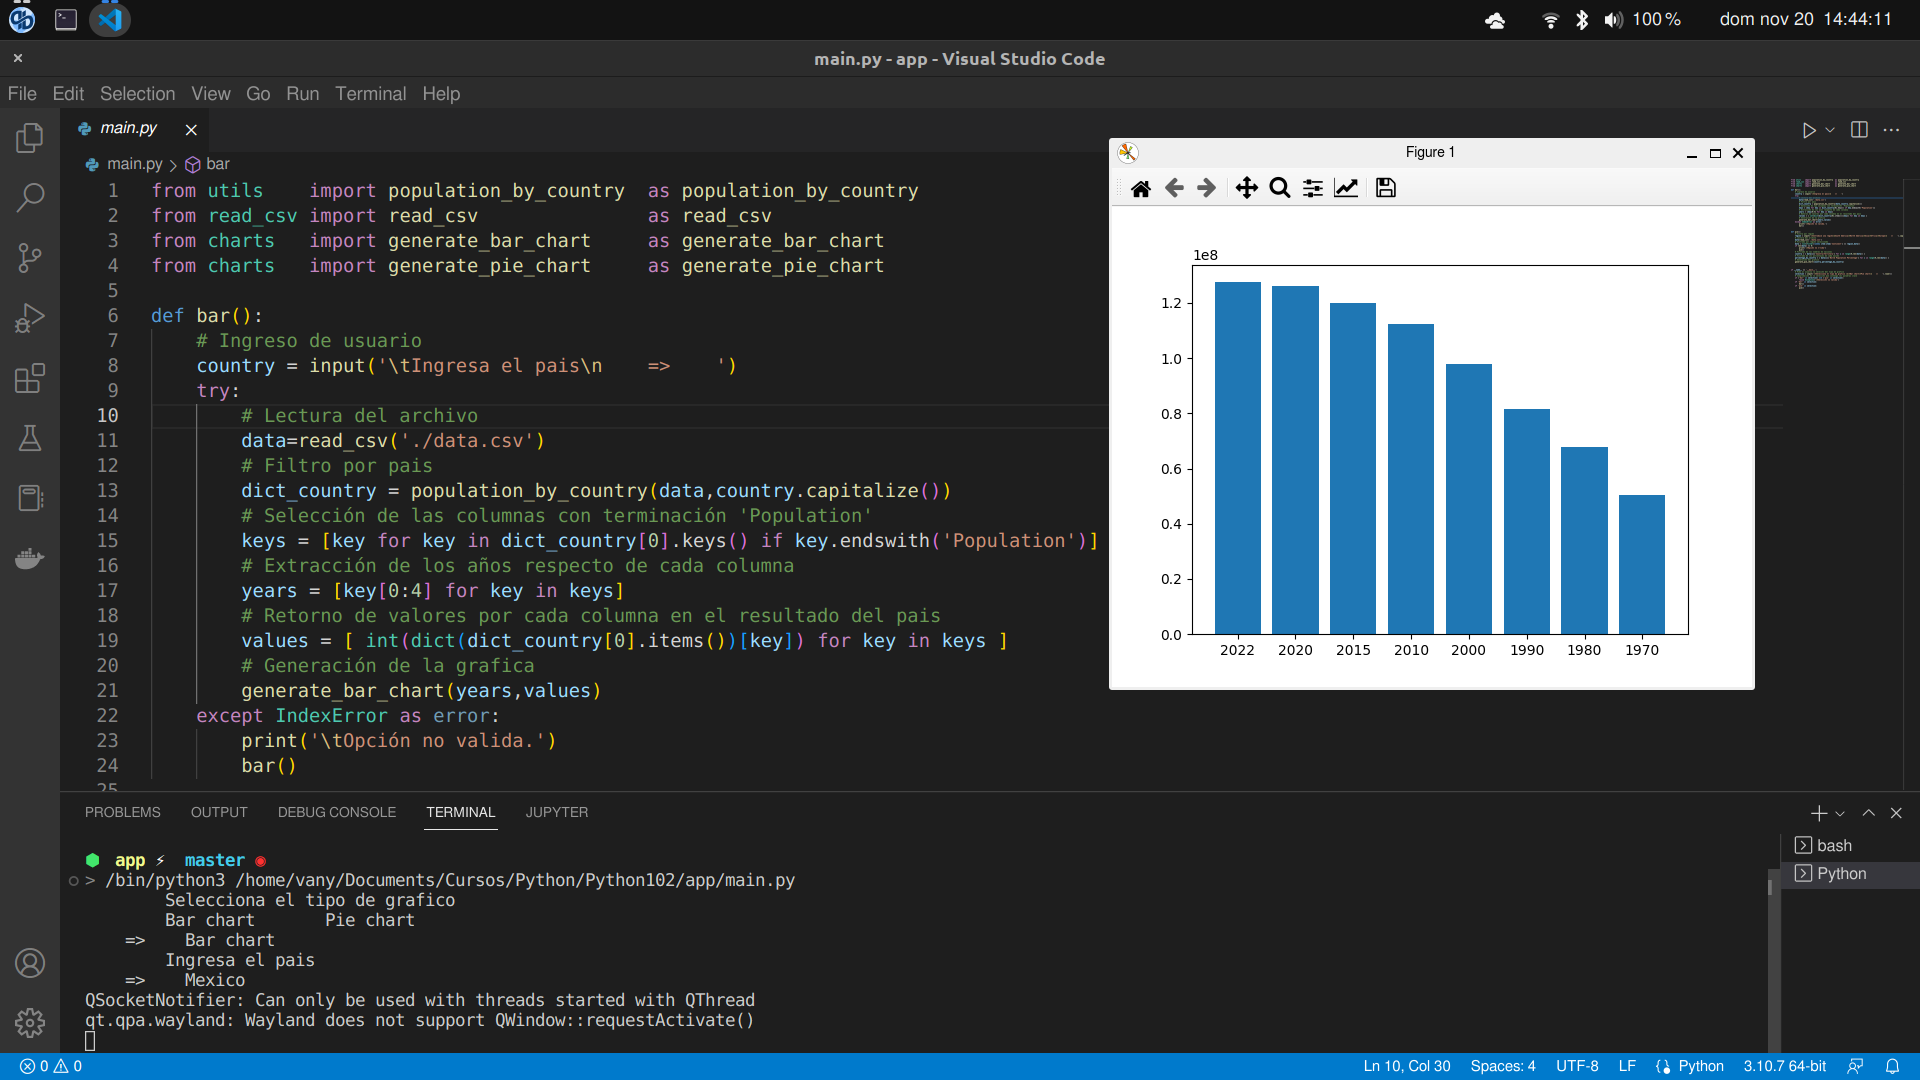 100 %
dom nov 20 14:44:11
main.py - app - Visual Studio Code
File Edit Selection View Go Run Terminal Help
main.py
main.py > bar
1 from utils    import population_by_country  as population_by_country
2 from read_csv import read_csv               as read_csv
3 from charts   import generate_bar_chart     as generate_bar_chart
4 from charts   import generate_pie_chart     as generate_pie_chart
5
6 def bar():
7     # Ingreso de usuario
8     country = input('\tIngresa el pais\n    =>    ')
9     try:
10         # Lectura del archivo
11         data=read_csv('./data.csv')
12         # Filtro por pais
13         dict_country = population_by_country(data,country.capitalize())
14         # Selección de las columnas con terminación 'Population'
15         keys = [key for key in dict_country[0].keys() if key.endswith('Population')]
16         # Extracción de los años respecto de cada columna
17         years = [key[0:4] for key in keys]
18         # Retorno de valores por cada columna en el resultado del pais
19         values = [ int(dict(dict_country[0].items())[key]) for key in keys ]
20         # Generación de la grafica
21         generate_bar_chart(years,values)
22     except IndexError as error:
23         print('\tOpción no valida.')
24         bar()
25
Figure 1
1e8
1.2
1.0
0.8
0.6
0.4
0.2
0.0
2022 2020 2015 2010 2000 1990 1980 1970
PROBLEMS OUTPUT DEBUG CONSOLE TERMINAL JUPYTER
app ⚡ master
> /bin/python3 /home/vany/Documents/Cursos/Python/Python102/app/main.py
        Selecciona el tipo de grafico
        Bar chart       Pie chart
    =>    Bar chart
        Ingresa el pais
    =>    Mexico
QSocketNotifier: Can only be used with threads started with QThread
qt.qpa.wayland: Wayland does not support QWindow::requestActivate()
bash
Python
0 0
Ln 10, Col 30 Spaces: 4 UTF-8 LF Python 3.10.7 64-bit